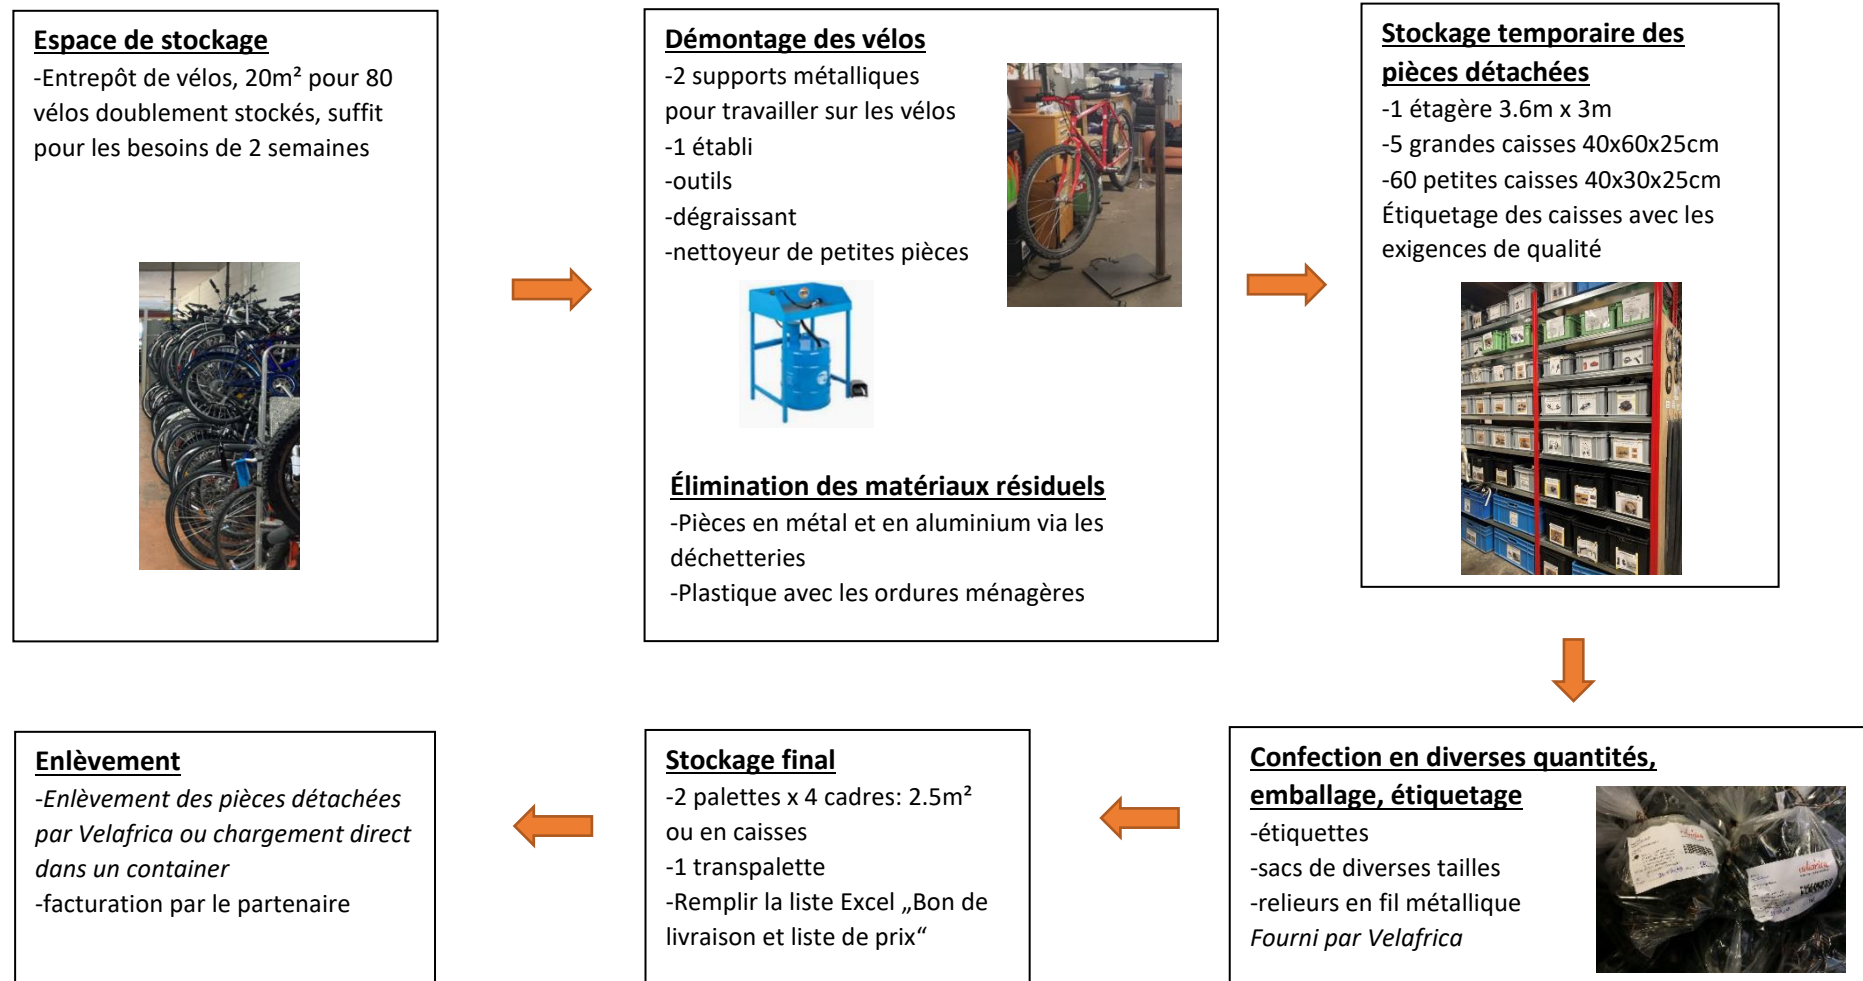 Espace de stockage
-Entrepôt de vélos, 20m² pour 80
vélos doublement stockés, suffit
pour les besoins de 2 semaines
Démontage des vélos
-2 supports métalliques
pour travailler sur les vélos
-1 établi
-outils
-dégraissant
-nettoyeur de petites pièces
Élimination des matériaux résiduels
-Pièces en métal et en aluminium via les
déchetteries
-Plastique avec les ordures ménagères
Stockage temporaire des
pièces détachées
-1 étagère 3.6m x 3m
-5 grandes caisses 40x60x25cm
-60 petites caisses 40x30x25cm
Étiquetage des caisses avec les
exigences de qualité
Confection en diverses quantités,
emballage, étiquetage
-étiquettes
-sacs de diverses tailles
-relieurs en fil métallique
Fourni par Velafrica
velafrica
Stockage final
-2 palettes x 4 cadres: 2.5m²
ou en caisses
-1 transpalette
-Remplir la liste Excel „Bon de
livraison et liste de prix“
Enlèvement
-Enlèvement des pièces détachées
par Velafrica ou chargement direct
dans un container
-facturation par le partenaire